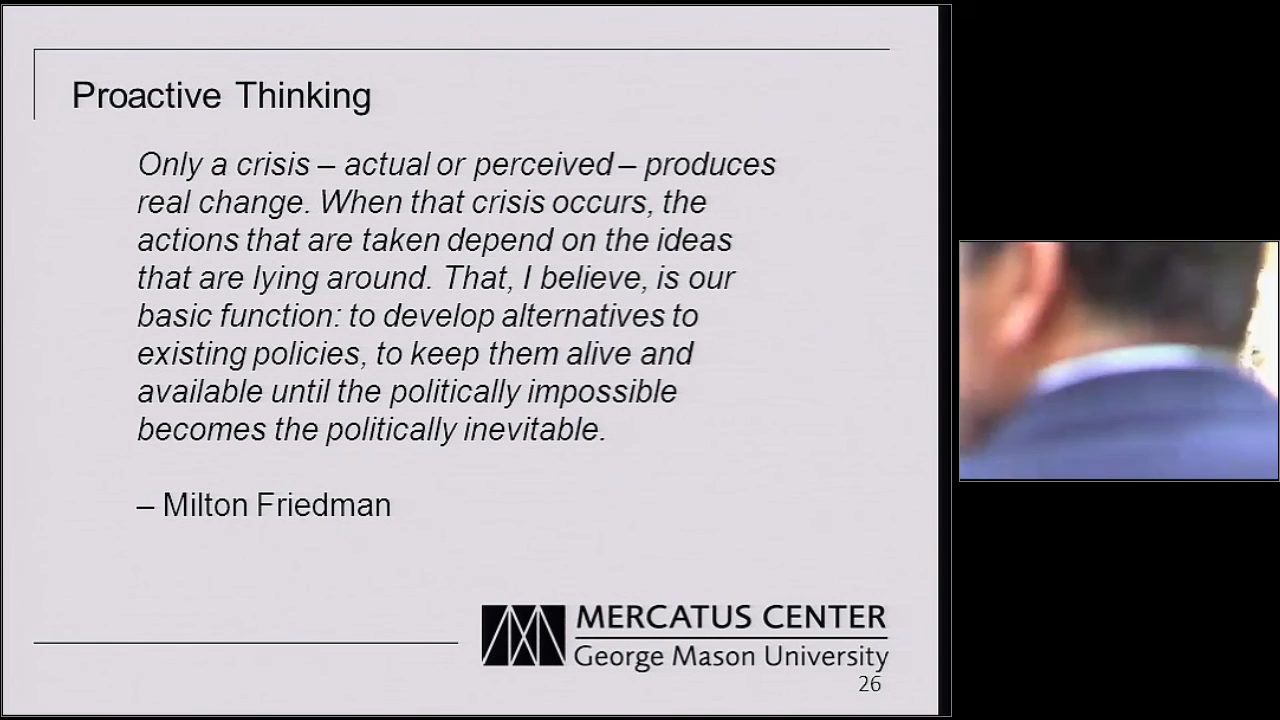 Proactive Thinking
Only a crisis – actual or perceived – produces
real change. When that crisis occurs, the
actions that are taken depend on the ideas
that are lying around. That, I believe, is our
basic function: to develop alternatives to
existing policies, to keep them alive and
available until the politically impossible
becomes the politically inevitable.
– Milton Friedman
MERCATUS CENTER
George Mason University
26